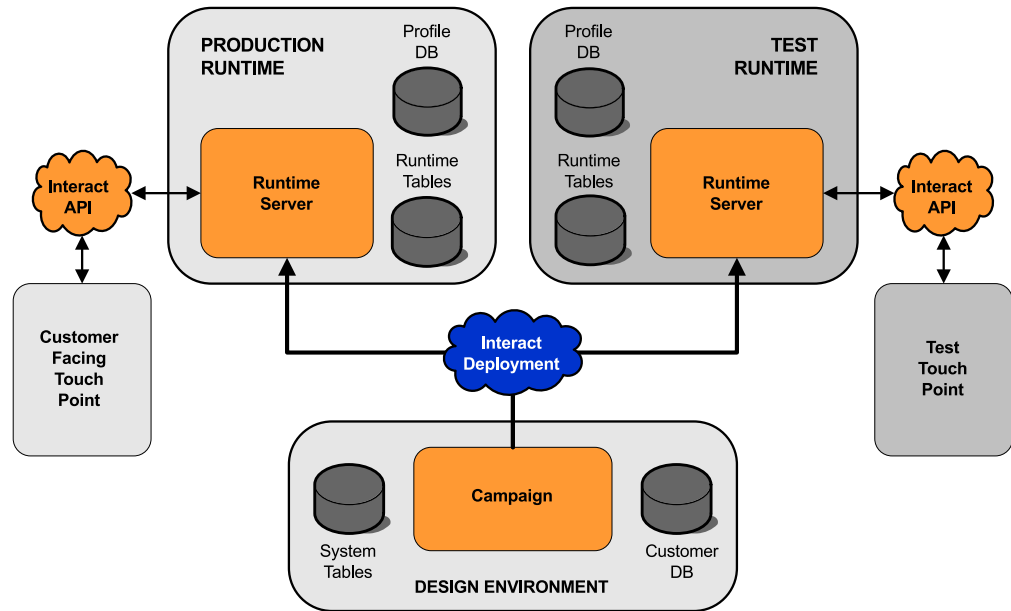 PRODUCTION
RUNTIME
Profile
DB
Runtime
Tables
Runtime
Server
Profile
DB
TEST
RUNTIME
Runtime
Tables
Runtime
Server
Interact
API
Interact
API
Customer
Facing
Touch
Point
Interact
Deployment
Test
Touch
Point
Campaign
System
Tables
Customer
DB
DESIGN ENVIRONMENT